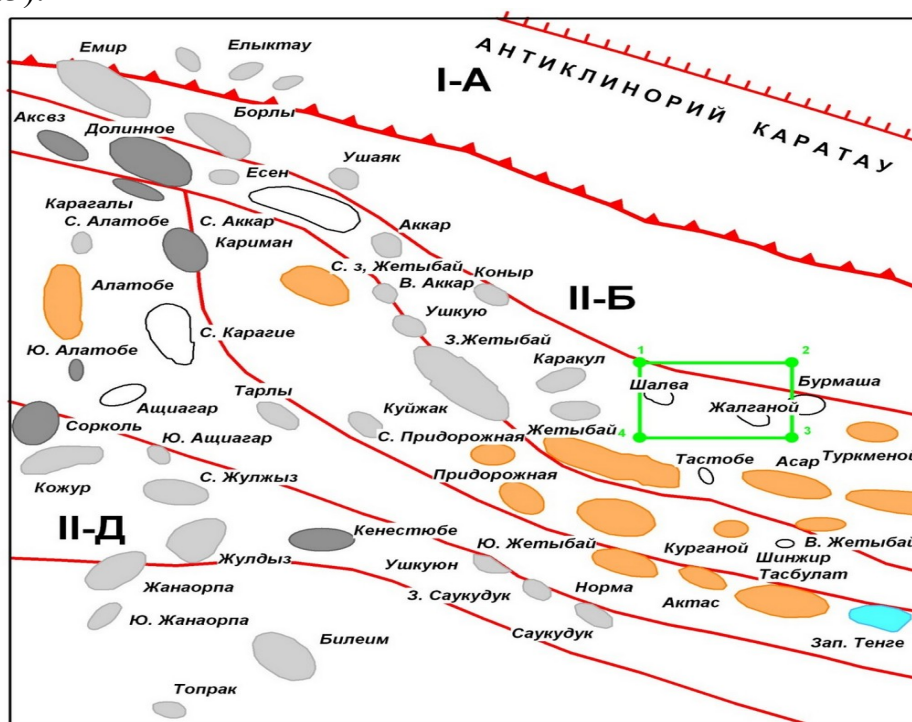 Емир
Елыктау
I-А
АНТИКЛИНОРИЙ КАРАТАУ
Аксвз
Долинное
Борлы
Есен
Ушаяк
Карагалы
С. Алатобе
С. Аккар
Аккар
Кариман
С. з, Жетыбай
Коныр
В. Аккар
Алатобе
II-Б
Ушкую
С. Карагие
З.Жетыбай
Ю. Алатобе
Каракул
1
2
Шалва
Бурмаша
Тарлы
Ащиагар
Куйжак
Жалганой
Сорколь
Ю. Ащиагар
С. Придорожная
Жетыбай
4
3
Тастобе
Асар
Туркменой
Кожур
С. Жулжыз
Придорожная
II-Д
Кенестюбе
Жулдыз
Ушкуюн
Ю. Жетыбай
Курганой
В. Жетыбай
Шинжир
Тасбулат
Жанаорпа
З. Саукудук
Норма
Актас
Ю. Жанаорпа
Билеим
Саукудук
Зап. Тенге
Топрак